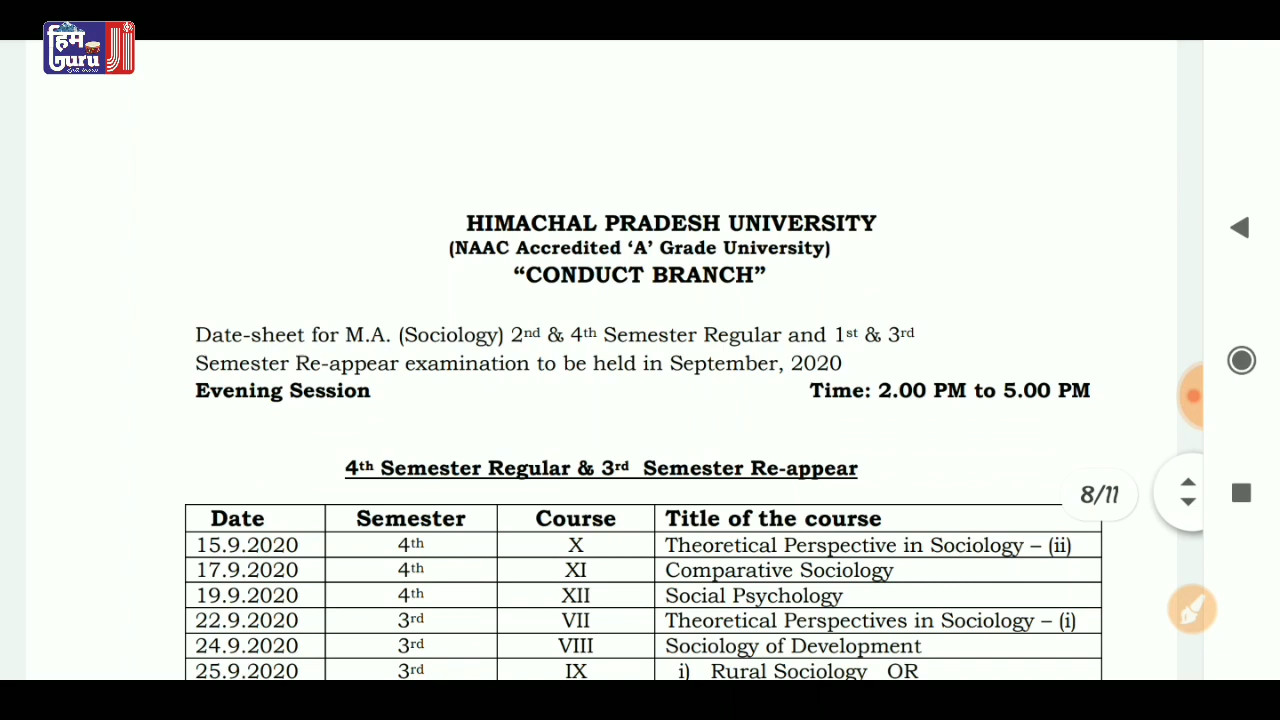 हिम
Guru
Ji
HIMACHAL PRADESH UNIVERSITY
(NAAC Accredited ‘A’ Grade University)
“CONDUCT BRANCH”
Date-sheet for M.A. (Sociology) 2nd & 4th Semester Regular and 1st & 3rd
Semester Re-appear examination to be held in September, 2020
Evening Session Time: 2.00 PM to 5.00 PM
4th Semester Regular & 3rd Semester Re-appear
8/11
Date Semester Course Title of the course
15.9.2020 4th X Theoretical Perspective in Sociology – (ii)
17.9.2020 4th XI Comparative Sociology
19.9.2020 4th XII Social Psychology
22.9.2020 3rd VII Theoretical Perspectives in Sociology – (i)
24.9.2020 3rd VIII Sociology of Development
25.9.2020 3rd IX i) Rural Sociology OR